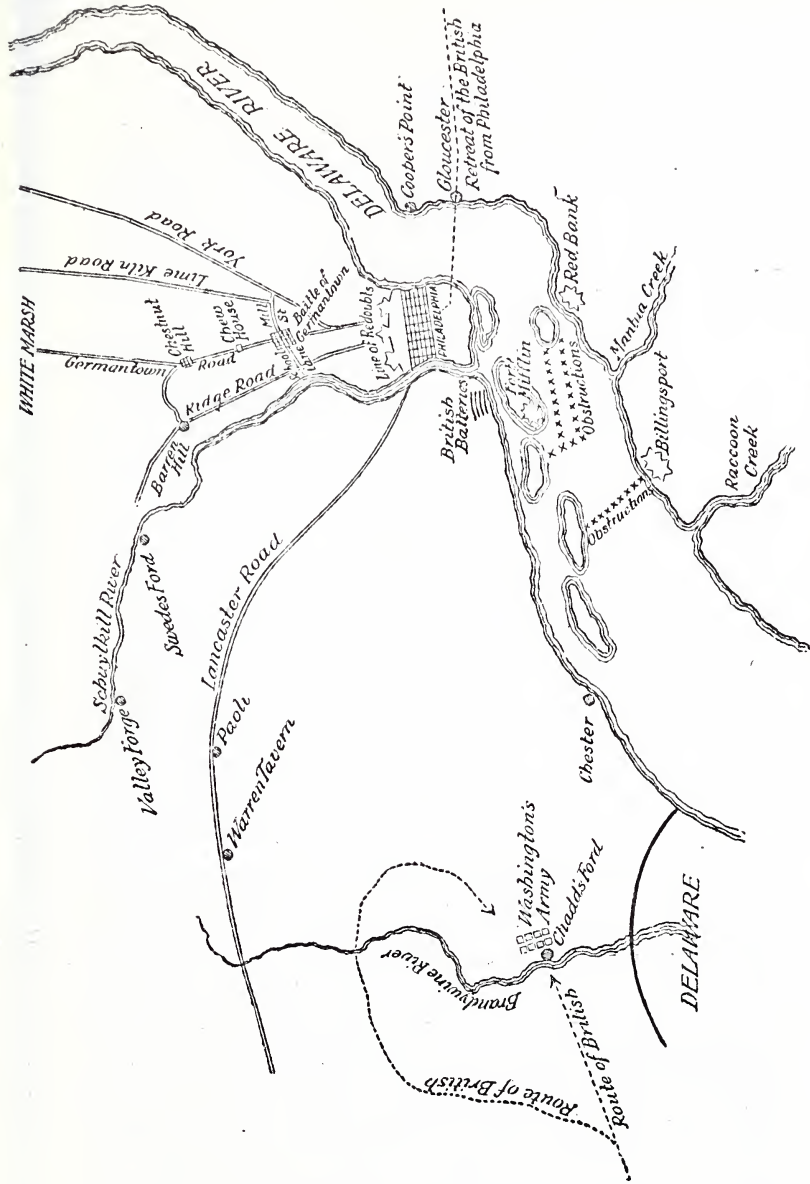 DELAWARE RIVER
WHITE MARSH
York Road
Lime Kiln Road
Chestnut
Hill
Chew
House
Mill
St
Germantown
Road
Ridge Road
School
Lane
Battle of
Germantown
Barren
Hill
Line of Redoubts
PHILADELPHIA
Cooper's Point
Gloucester
Retreat of the British
from Philadelphia
Red Bank
Mantua Creek
Fort
Mifflin
Obstructions
British
Batteries
Billingsport
Obstructions
Raccoon
Creek
Schuylkill River
Swedes Ford
Valley Forge
Lancaster Road
Paoli
Warren Tavern
Chester
Washington's
Army
Chadd's Ford
Brandywine River
Route of British
Route of British
DELAWARE